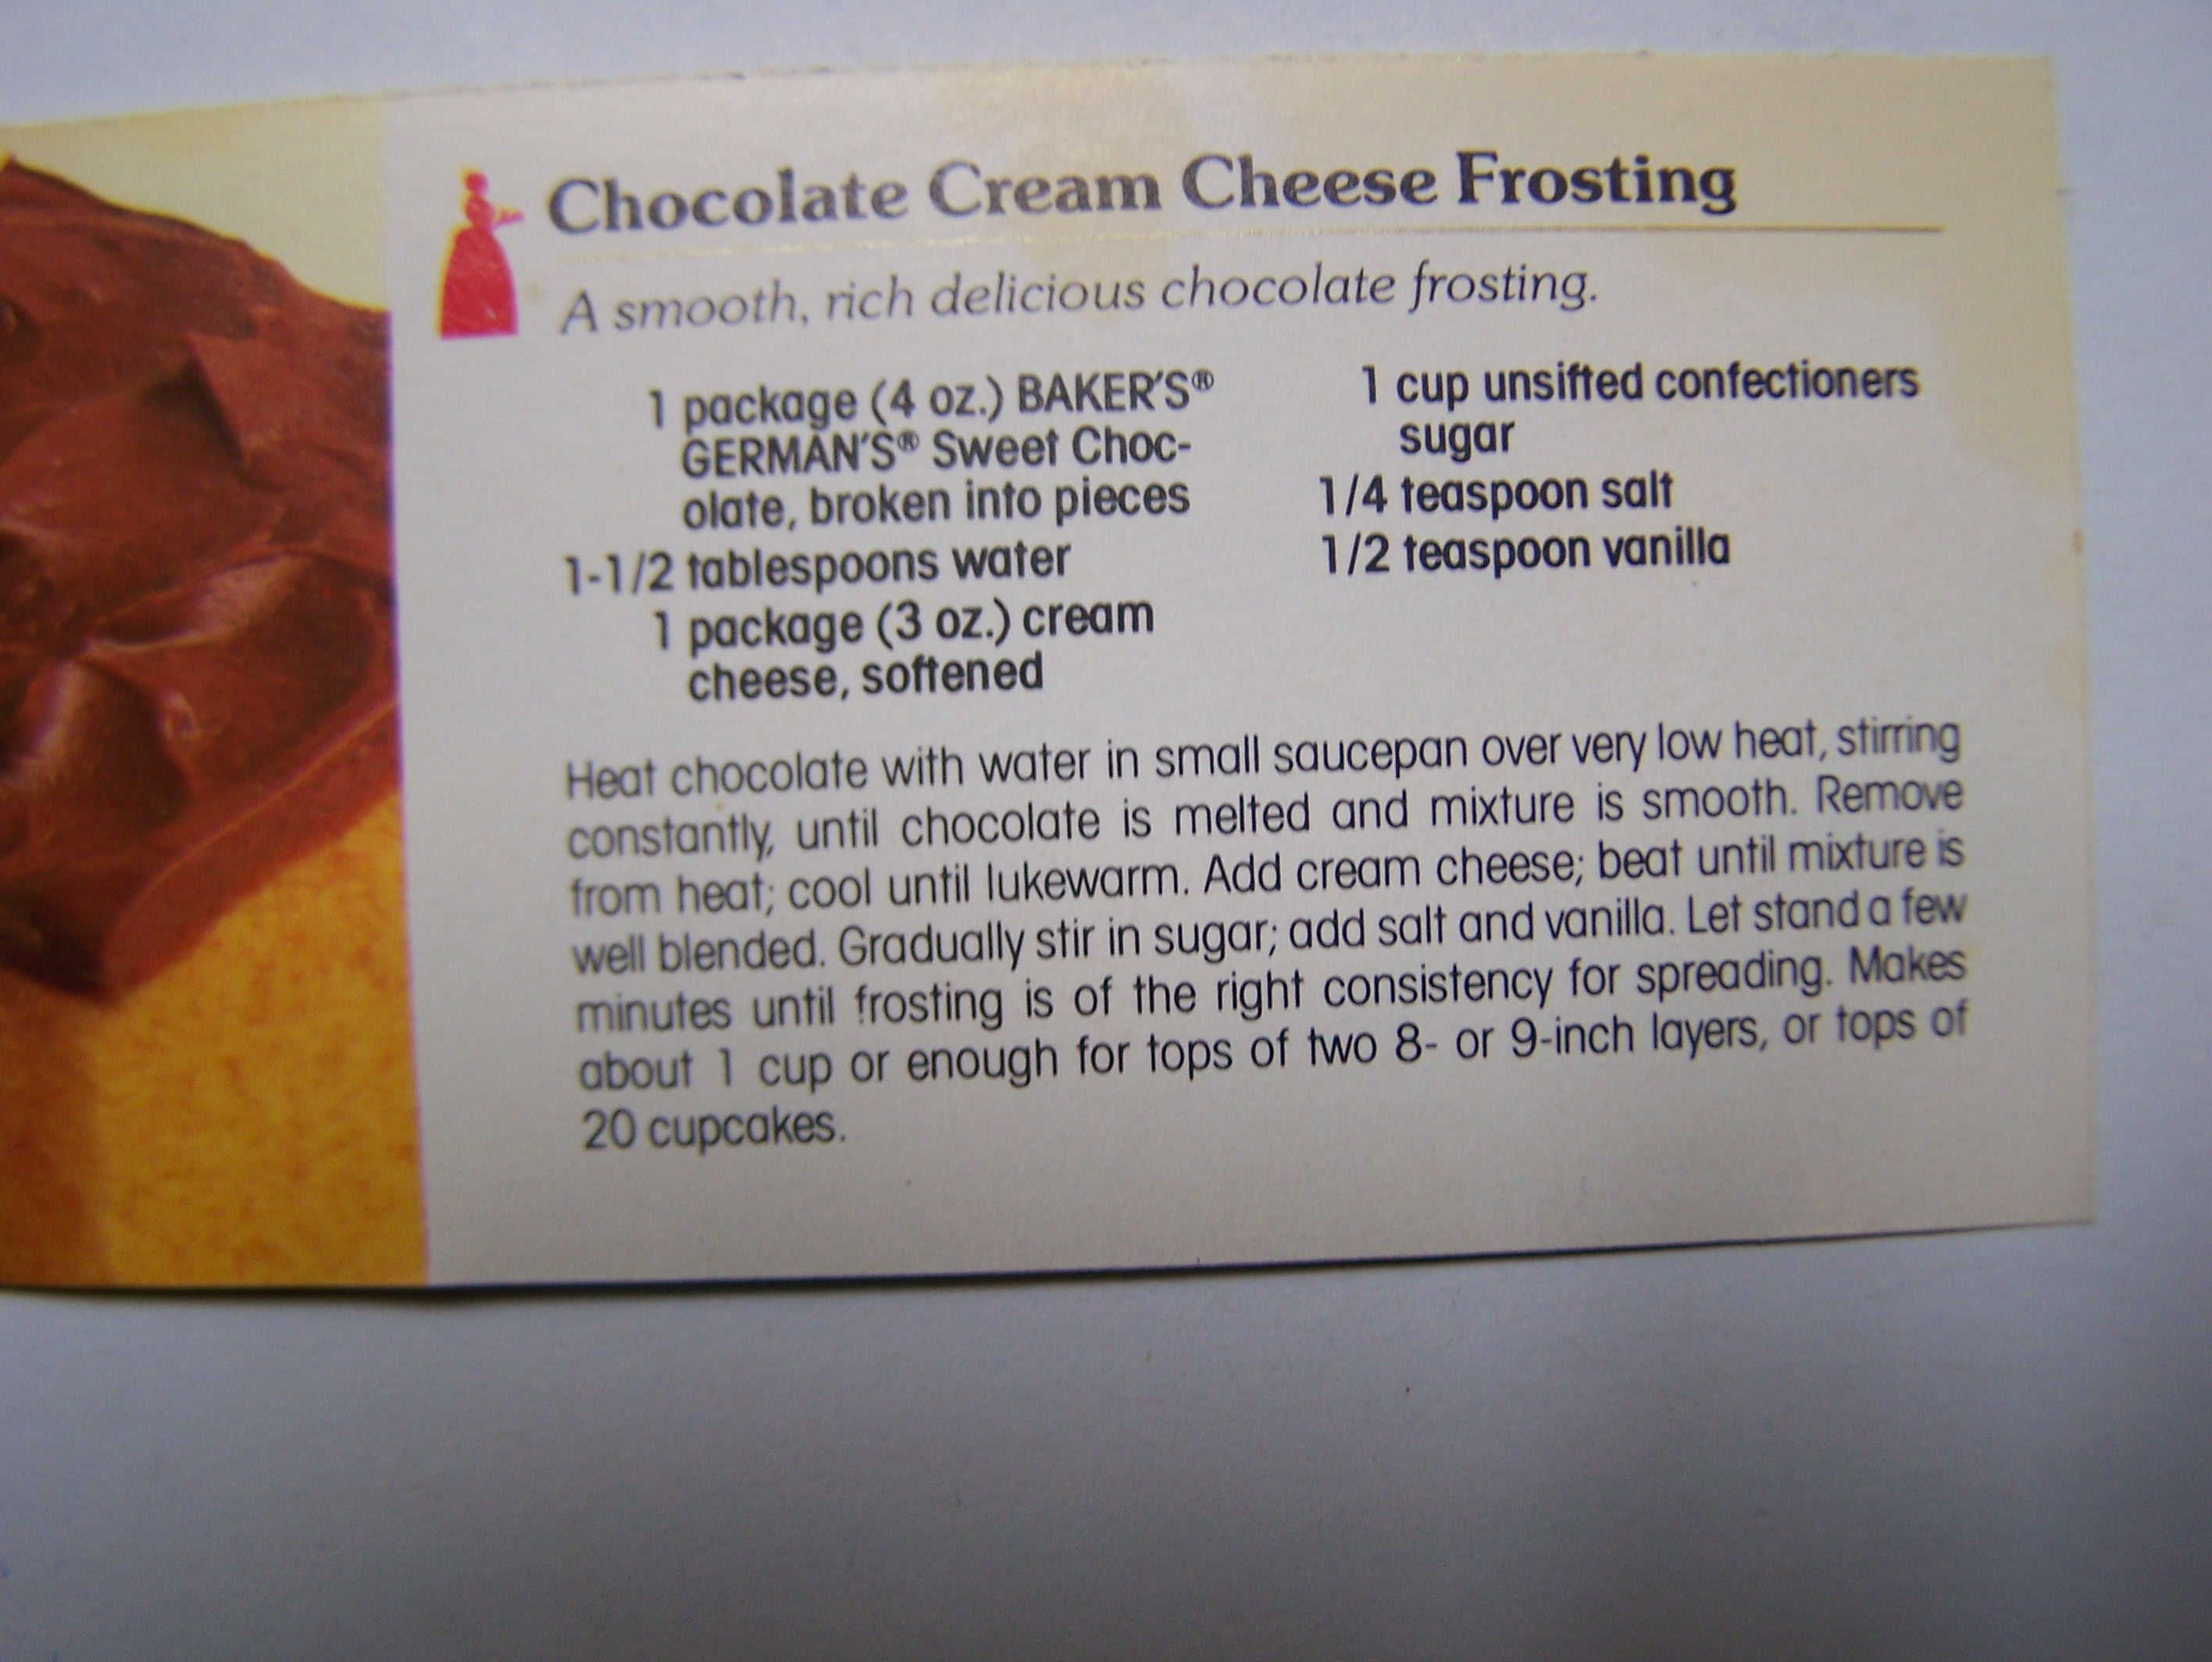 Chocolate Cream Cheese Frosting
A smooth, rich delicious chocolate frosting.
1 package (4 oz.) BAKER'S®
GERMAN'S® Sweet Choc-
olate, broken into pieces
1-1/2 tablespoons water
1 package (3 oz.) cream
cheese, softened
1 cup unsifted confectioners
sugar
1/4 teaspoon salt
1/2 teaspoon vanilla
Heat chocolate with water in small saucepan over very low heat, stirring
constantly, until chocolate is melted and mixture is smooth. Remove
from heat; cool until lukewarm. Add cream cheese; beat until mixture is
well blended. Gradually stir in sugar; add salt and vanilla. Let stand a few
minutes until frosting is of the right consistency for spreading. Makes
about 1 cup or enough for tops of two 8- or 9-inch layers, or tops of
20 cupcakes.